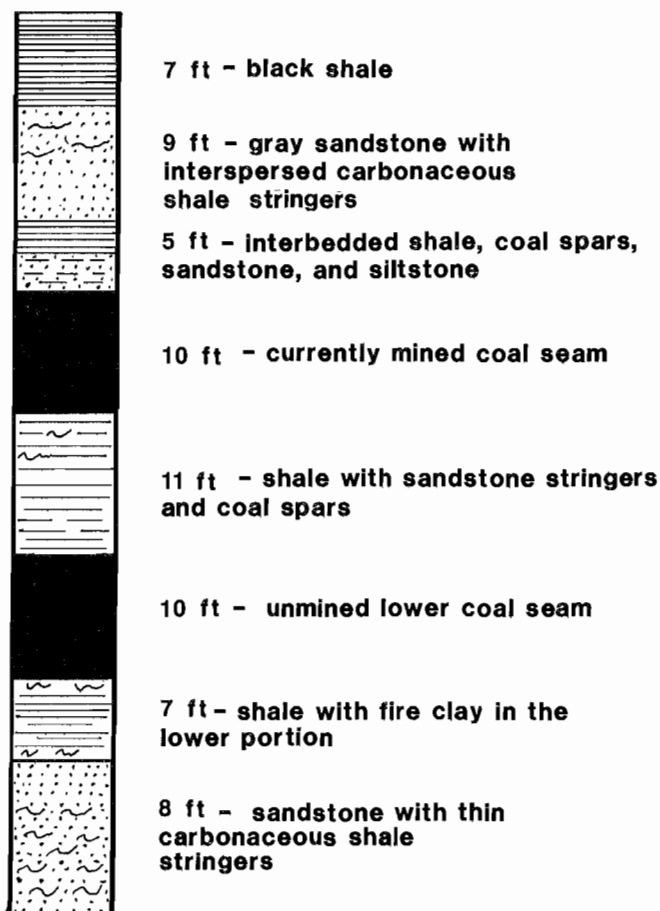 7 ft - black shale
9 ft - gray sandstone with
interspersed carbonaceous
shale stringers
5 ft - interbedded shale, coal spars,
sandstone, and siltstone
10 ft - currently mined coal seam
11 ft - shale with sandstone stringers
and coal spars
10 ft - unmined lower coal seam
7 ft - shale with fire clay in the
lower portion
8 ft - sandstone with thin
carbonaceous shale
stringers